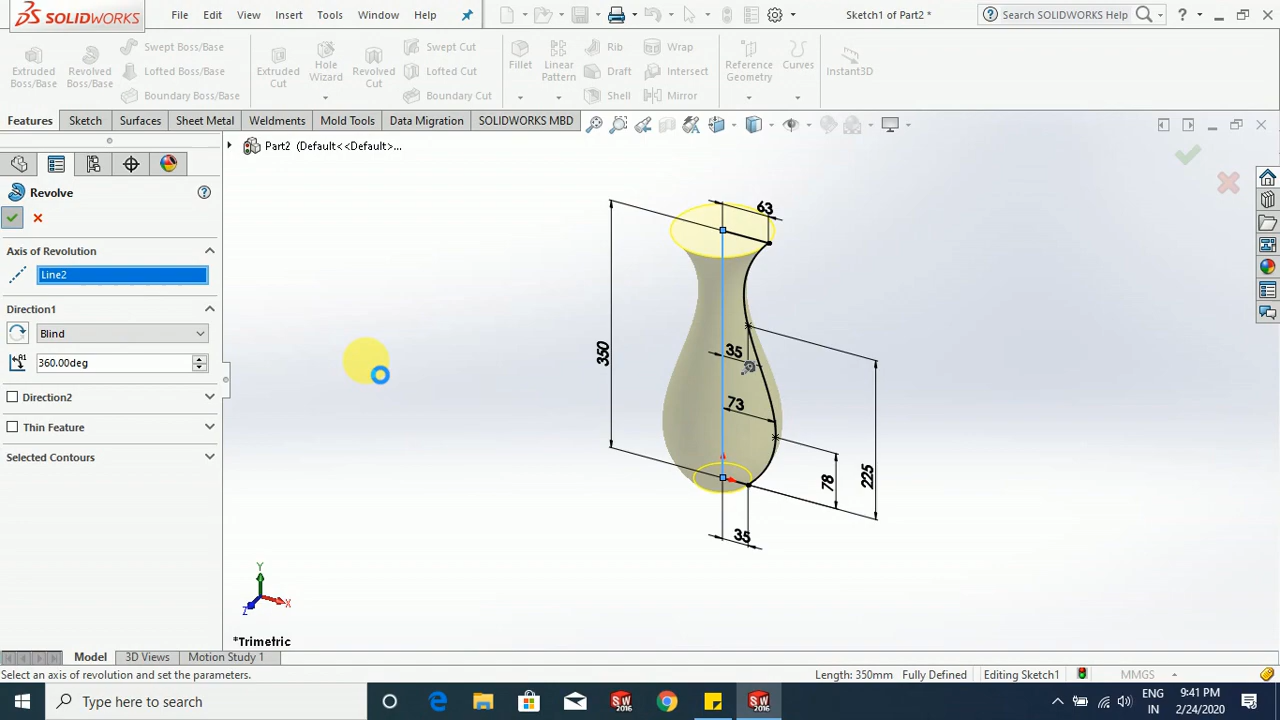 SOLIDWORKS File Edit View Insert Tools Window Help Sketch1 of Part2 * Search SOLIDWORKS Help
Extruded Boss/Base
Revolved Boss/Base
Swept Boss/Base
Lofted Boss/Base
Boundary Boss/Base
Extruded Cut
Hole Wizard
Revolved Cut
Swept Cut
Lofted Cut
Boundary Cut
Fillet
Linear Pattern
Rib
Draft
Shell
Wrap
Intersect
Mirror
Reference Geometry
Curves
Instant3D
Features Sketch Surfaces Sheet Metal Weldments Mold Tools Data Migration SOLIDWORKS MBD
Part2 (Default<<Default>...
Revolve
Axis of Revolution
Line2
Direction1
Blind
360.00deg
Direction2
Thin Feature
Selected Contours
63
350
35
73
78
225
35
Y
X
Z
*Trimetric
Model 3D Views Motion Study 1
Select an axis of revolution and set the parameters. Length: 350mm Fully Defined Editing Sketch1 MMGS
Type here to search
SW 2016
SW 2016
ENG
IN
9:41 PM
2/24/2020